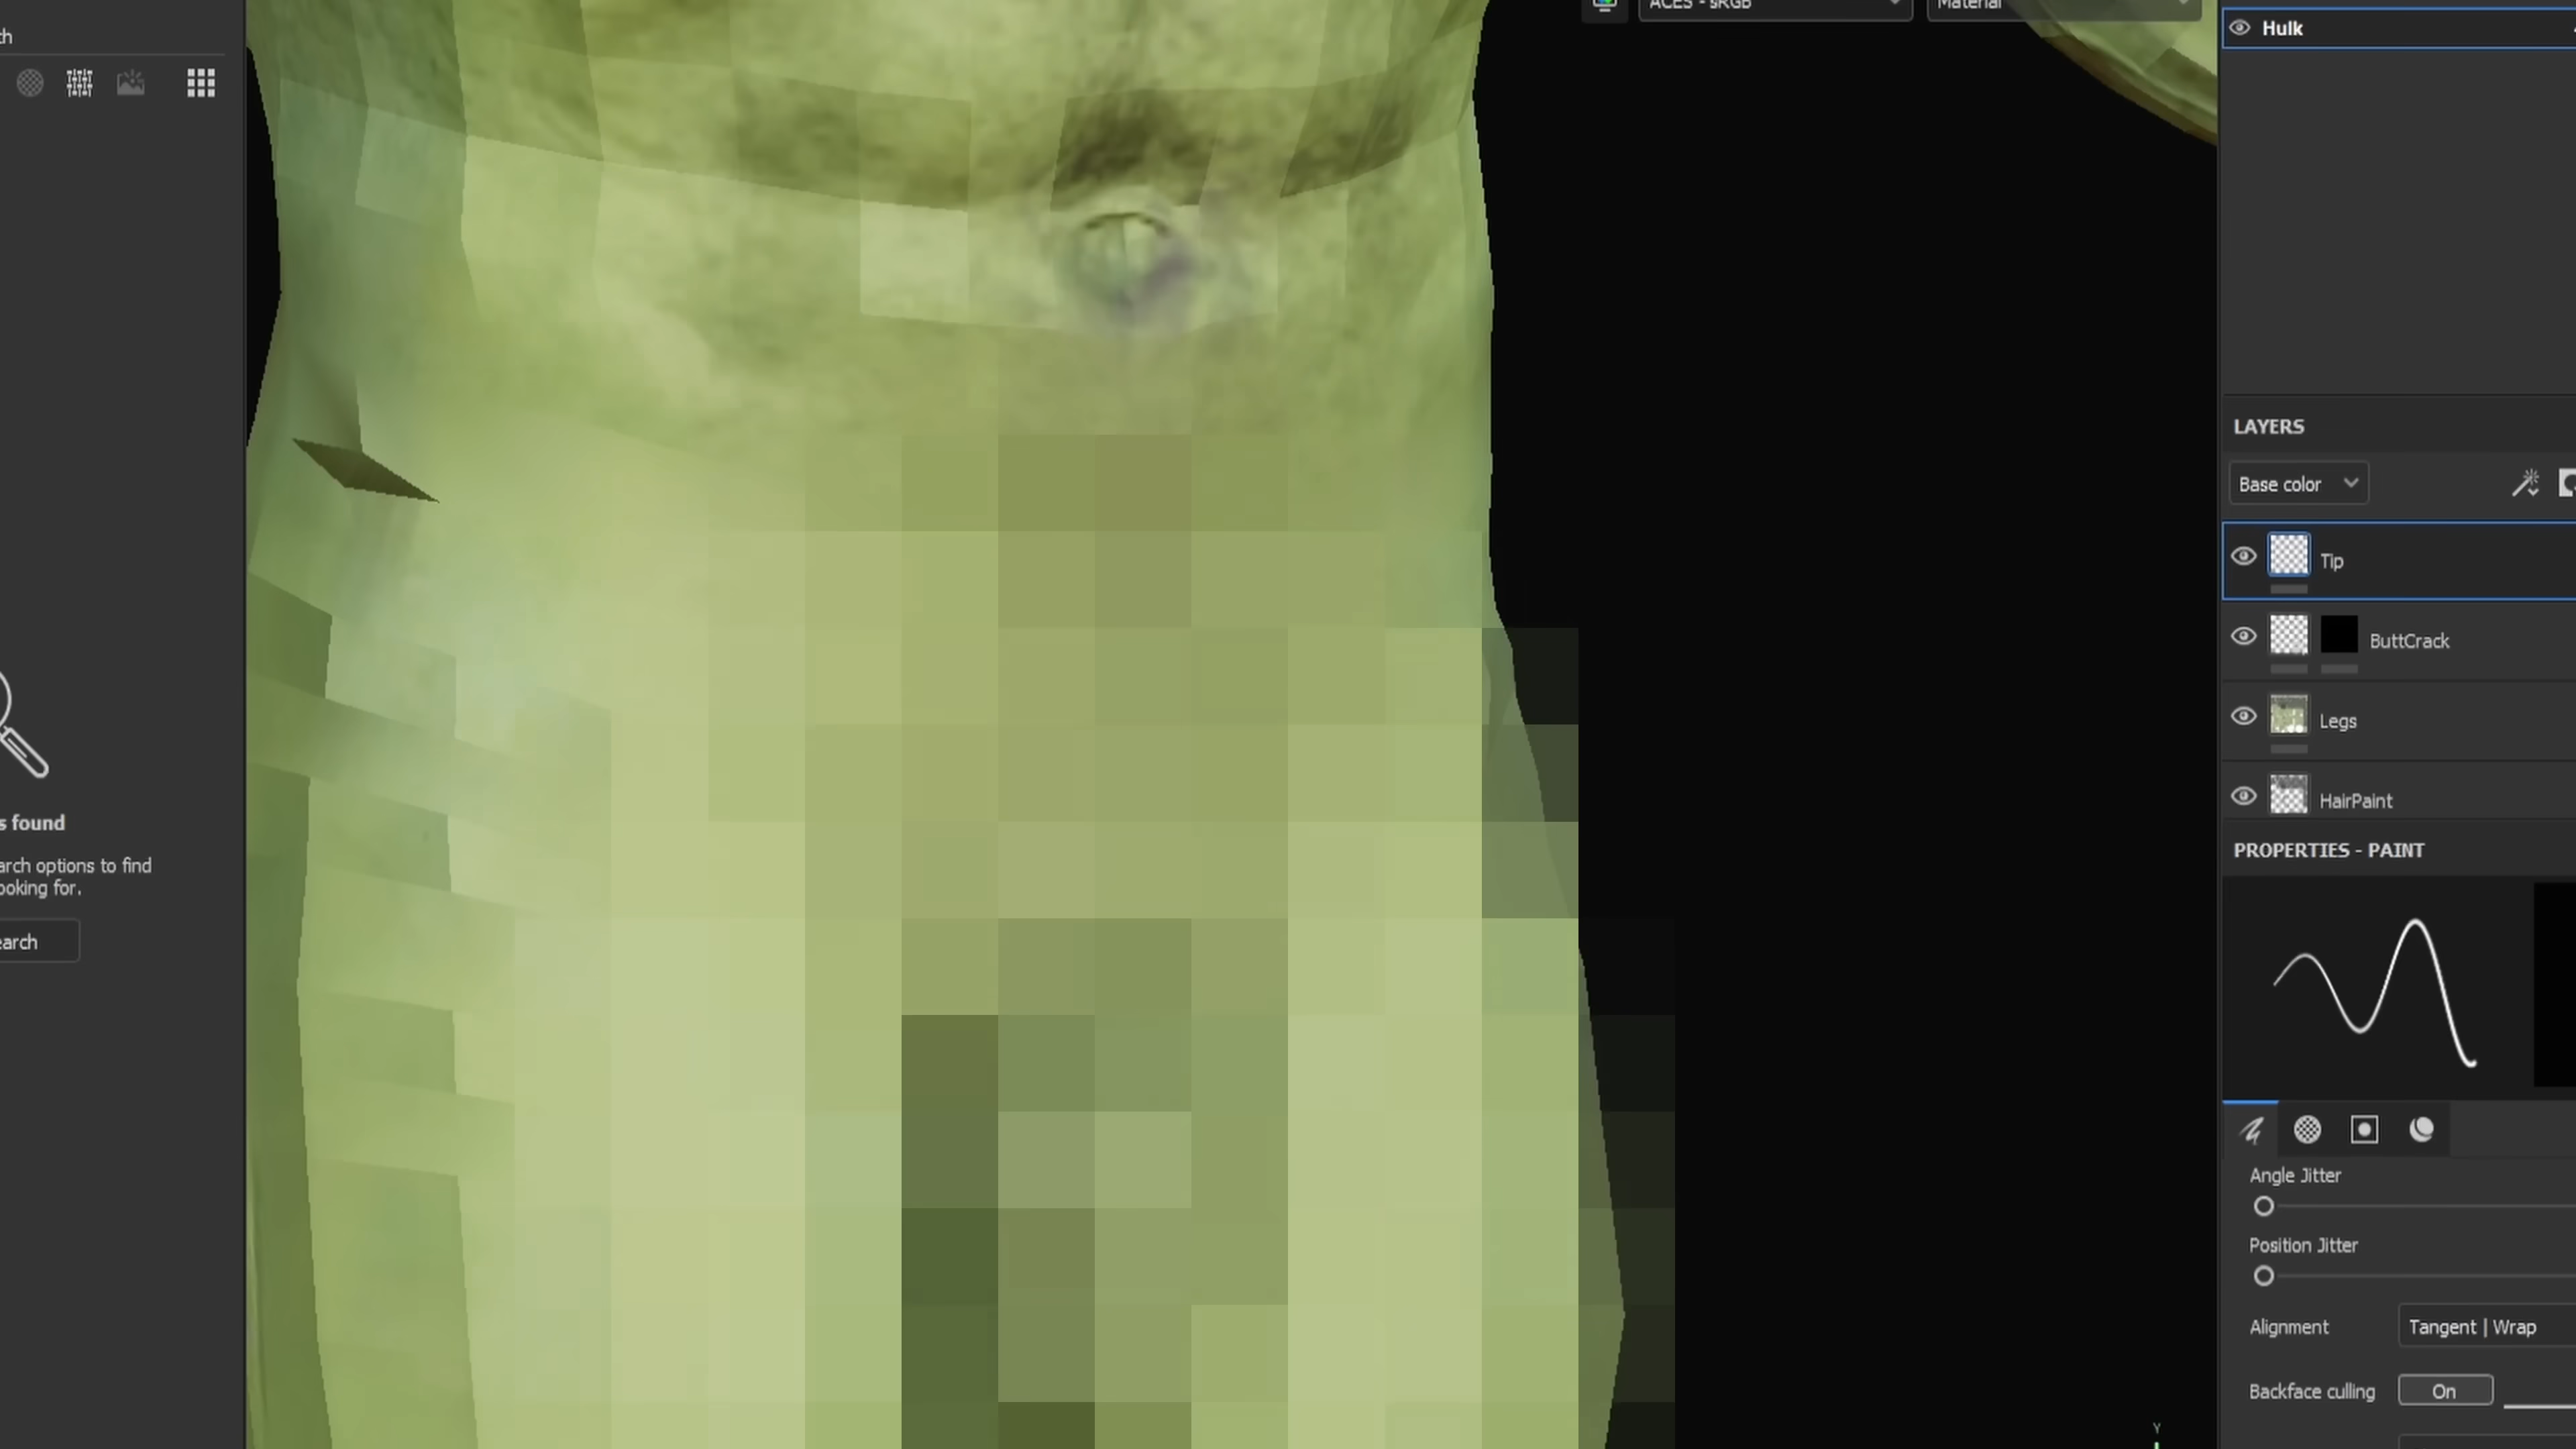 th
s found
arch options to find
ooking for.
earch
ACES - sRGB
Material
Hulk
LAYERS
Base color
Tip
ButtCrack
Legs
HairPaint
PROPERTIES - PAINT
Angle Jitter
Position Jitter
Alignment
Tangent | Wrap
Backface culling
On
Y